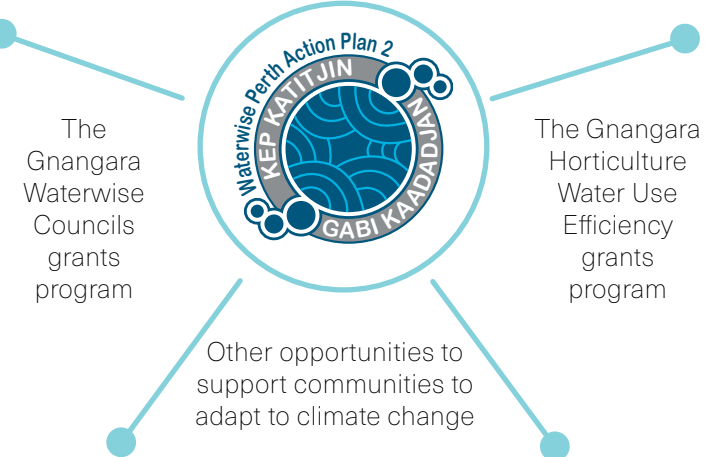 Waterwise Perth Action Plan 2
KEP KATITJIN
GABI KAADADJAN
The
Gnangara
Waterwise
Councils
grants
program
The Gnangara
Horticulture
Water Use
Efficiency
grants
program
Other opportunities to
support communities to
adapt to climate change